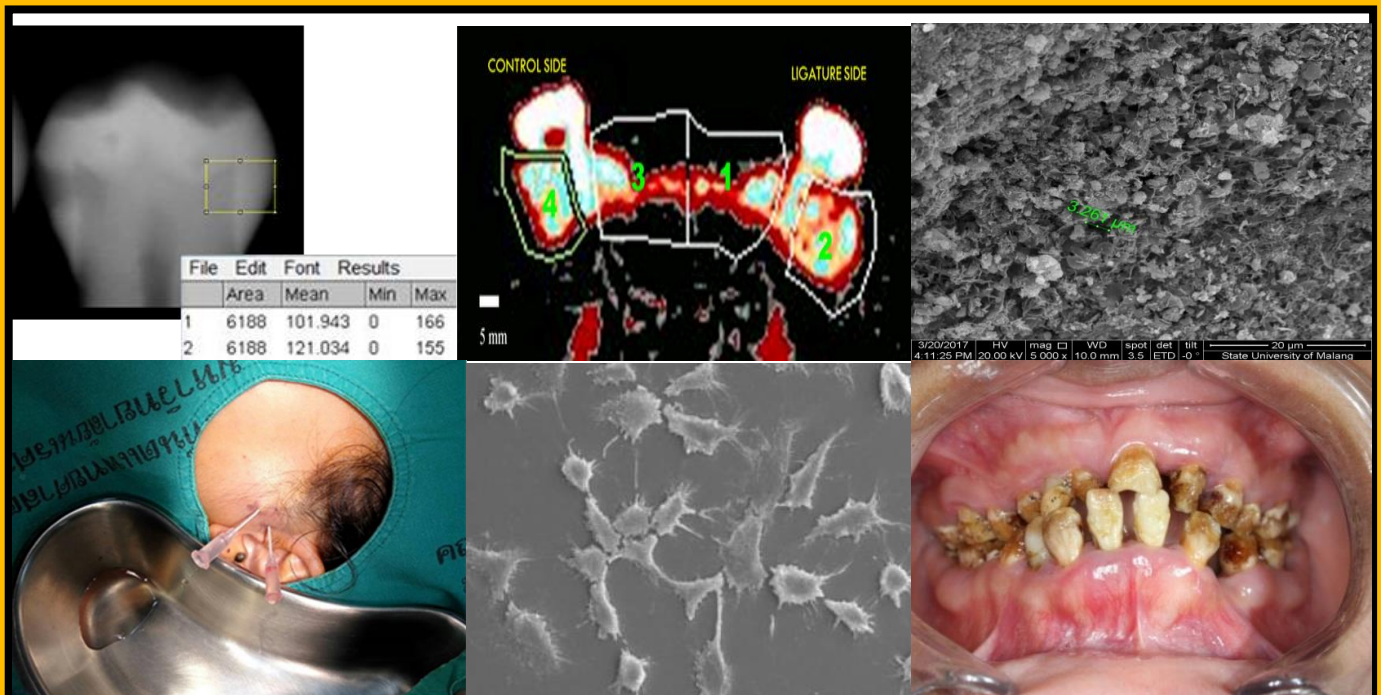 File Edit Font Results
Area Mean Min Max
1 6188 101.943 0 166
2 6188 121.034 0 155
CONTROL SIDE
LIGATURE SIDE
3 1
4
2
5 mm
3.261 µm
3/20/2017 HV mag □ WD spot det tilt 20 µm
4:11:25 PM 20.00 kV 5 000 x 10.0 mm 3.5 ETD -0 ° State University of Malang